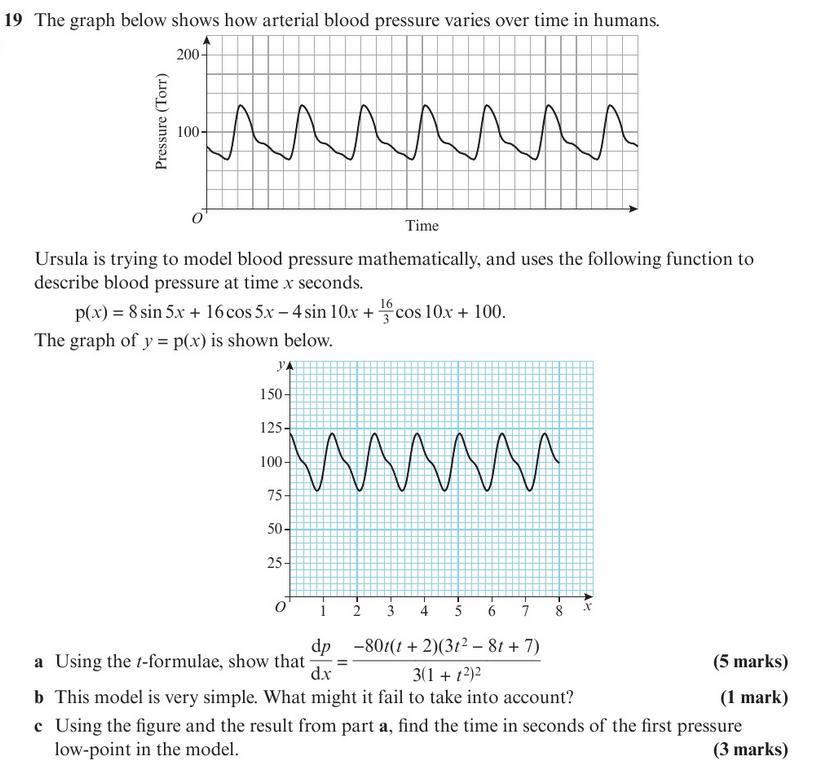 19 The graph below shows how arterial blood pressure varies over time in humans.
200
Pressure (Torr)
100
O
Time
Ursula is trying to model blood pressure mathematically, and uses the following function to
describe blood pressure at time x seconds.
p(x) = 8 sin 5x + 16 cos 5x − 4 sin 10x + 16/3 cos 10x + 100.
The graph of y = p(x) is shown below.
y
150
125
100
75
50
25
O 1 2 3 4 5 6 7 8 x
a Using the t-formulae, show that dp/dx = −80t(t + 2)(3t² − 8t + 7)/3(1 + t²)² (5 marks)
b This model is very simple. What might it fail to take into account? (1 mark)
c Using the figure and the result from part a, find the time in seconds of the first pressure
low-point in the model. (3 marks)